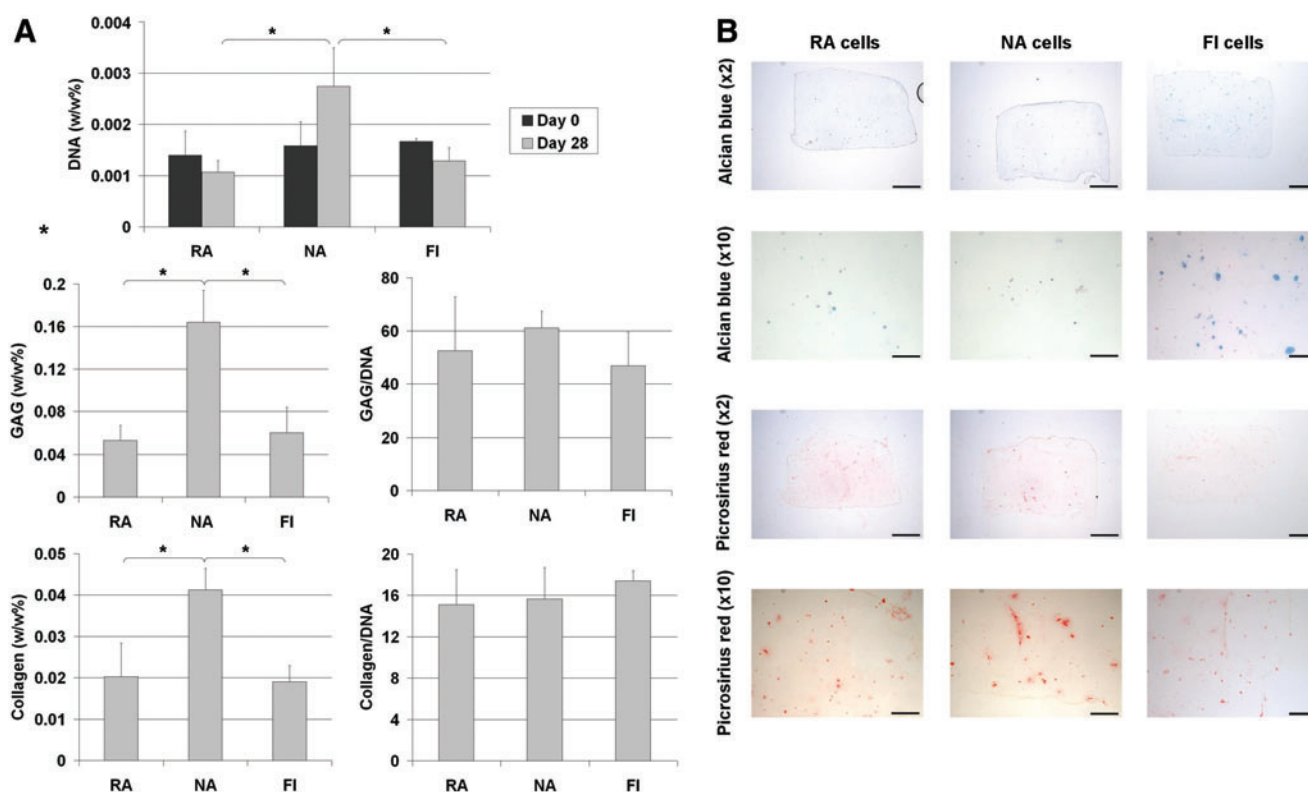 A
0.004
0.003
0.002
0.001
0
DNA (w/w%)
*
*
Day 0
Day 28
RA NA FI
*
0.2
0.16
0.12
0.08
0.04
0
GAG (w/w%)
*
*
RA NA FI
80
60
40
20
0
GAG/DNA
RA NA FI
0.05
0.04
0.03
0.02
0.01
0
Collagen (w/w%)
*
*
RA NA FI
20
16
12
8
4
0
Collagen/DNA
RA NA FI
B
RA cells NA cells FI cells
Alcian blue (x2)
Alcian blue (x10)
Picrosirius red (x2)
Picrosirius red (x10)